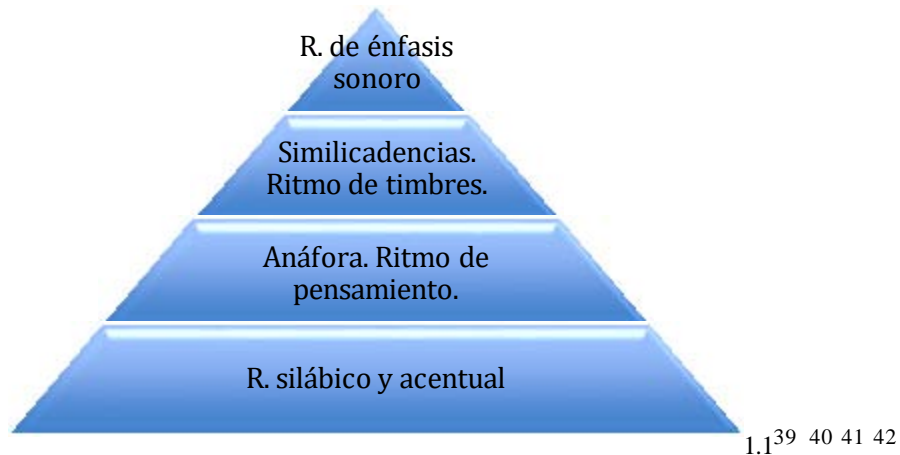 R. de énfasis
sonoro
Similicadencias.
Ritmo de timbres.
Anáfora. Ritmo de
pensamiento.
R. silábico y acentual
1.1³⁹ ⁴⁰ ⁴¹ ⁴²